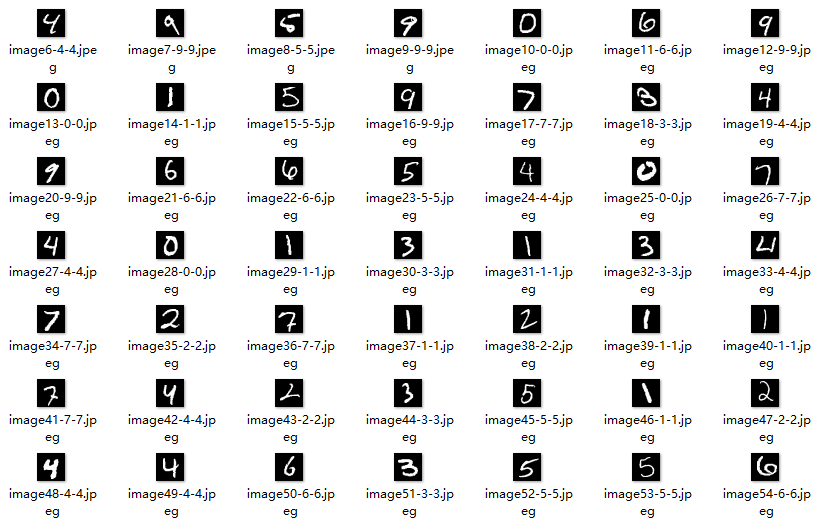 4 9 5 9 0 6 9
image6-4-4.jpeg image7-9-9.jpeg image8-5-5.jpeg image9-9-9.jpeg image10-0-0.jpeg image11-6-6.jpeg image12-9-9.jpeg
0 1 5 9 7 3 4
image13-0-0.jpeg image14-1-1.jpeg image15-5-5.jpeg image16-9-9.jpeg image17-7-7.jpeg image18-3-3.jpeg image19-4-4.jpeg
9 6 6 5 4 0 7
image20-9-9.jpeg image21-6-6.jpeg image22-6-6.jpeg image23-5-5.jpeg image24-4-4.jpeg image25-0-0.jpeg image26-7-7.jpeg
4 0 1 3 1 3 4
image27-4-4.jpeg image28-0-0.jpeg image29-1-1.jpeg image30-3-3.jpeg image31-1-1.jpeg image32-3-3.jpeg image33-4-4.jpeg
7 2 7 1 2 1 1
image34-7-7.jpeg image35-2-2.jpeg image36-7-7.jpeg image37-1-1.jpeg image38-2-2.jpeg image39-1-1.jpeg image40-1-1.jpeg
7 4 2 3 5 1 2
image41-7-7.jpeg image42-4-4.jpeg image43-2-2.jpeg image44-3-3.jpeg image45-5-5.jpeg image46-1-1.jpeg image47-2-2.jpeg
4 4 6 3 5 5 6
image48-4-4.jpeg image49-4-4.jpeg image50-6-6.jpeg image51-3-3.jpeg image52-5-5.jpeg image53-5-5.jpeg image54-6-6.jpeg